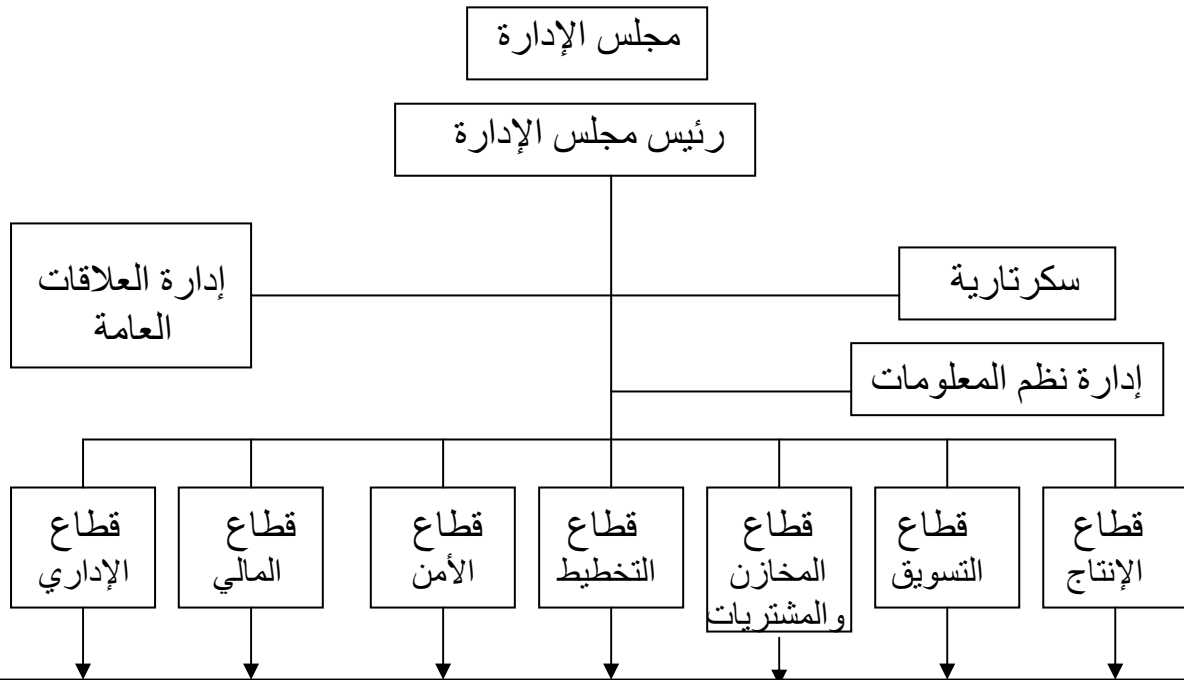 مجلس الإدارة
رئيس مجلس الإدارة
سكرتارية
إدارة العلاقات
العامة
إدارة نظم المعلومات
قطاع
الإنتاج
قطاع
التسويق
قطاع
المخازن
والمشتريات
قطاع
التخطيط
قطاع
الأمن
قطاع
المالي
قطاع
الإداري